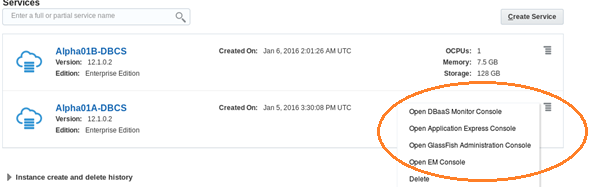 Services
Enter a full or partial service name
Create Service
Alpha01B-DBCS
Version: 12.1.0.2
Edition: Enterprise Edition
Created On: Jan 6, 2016 2:01:26 AM UTC
OCPUs: 1
Memory: 7.5 GB
Storage: 128 GB
Alpha01A-DBCS
Version: 12.1.0.2
Edition: Enterprise Edition
Created On: Jan 5, 2016 3:30:08 PM UTC
Open DBaaS Monitor Console
Open Application Express Console
Open GlassFish Administration Console
Open EM Console
Delete
Instance create and delete history